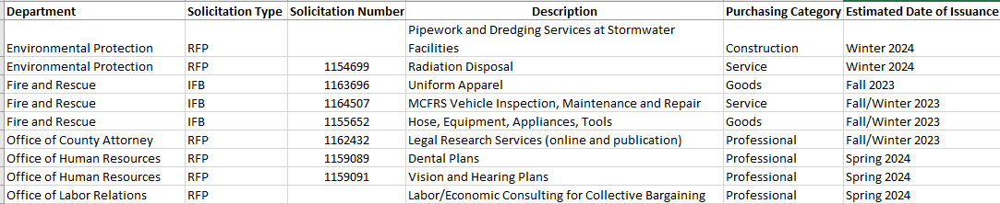 Department Solicitation Type Solicitation Number Description Purchasing Category Estimated Date of Issuance
Pipework and Dredging Services at Stormwater
Environmental Protection RFP Facilities Construction Winter 2024
Environmental Protection RFP 1154699 Radiation Disposal Service Winter 2024
Fire and Rescue IFB 1163696 Uniform Apparel Goods Fall 2023
Fire and Rescue IFB 1164507 MCFRS Vehicle Inspection, Maintenance and Repair Service Fall/Winter 2023
Fire and Rescue IFB 1155652 Hose, Equipment, Appliances, Tools Goods Fall/Winter 2023
Office of County Attorney RFP 1162432 Legal Research Services (online and publication) Professional Fall/Winter 2023
Office of Human Resources RFP 1159089 Dental Plans Professional Spring 2024
Office of Human Resources RFP 1159091 Vision and Hearing Plans Professional Spring 2024
Office of Labor Relations RFP Labor/Economic Consulting for Collective Bargaining Professional Spring 2024